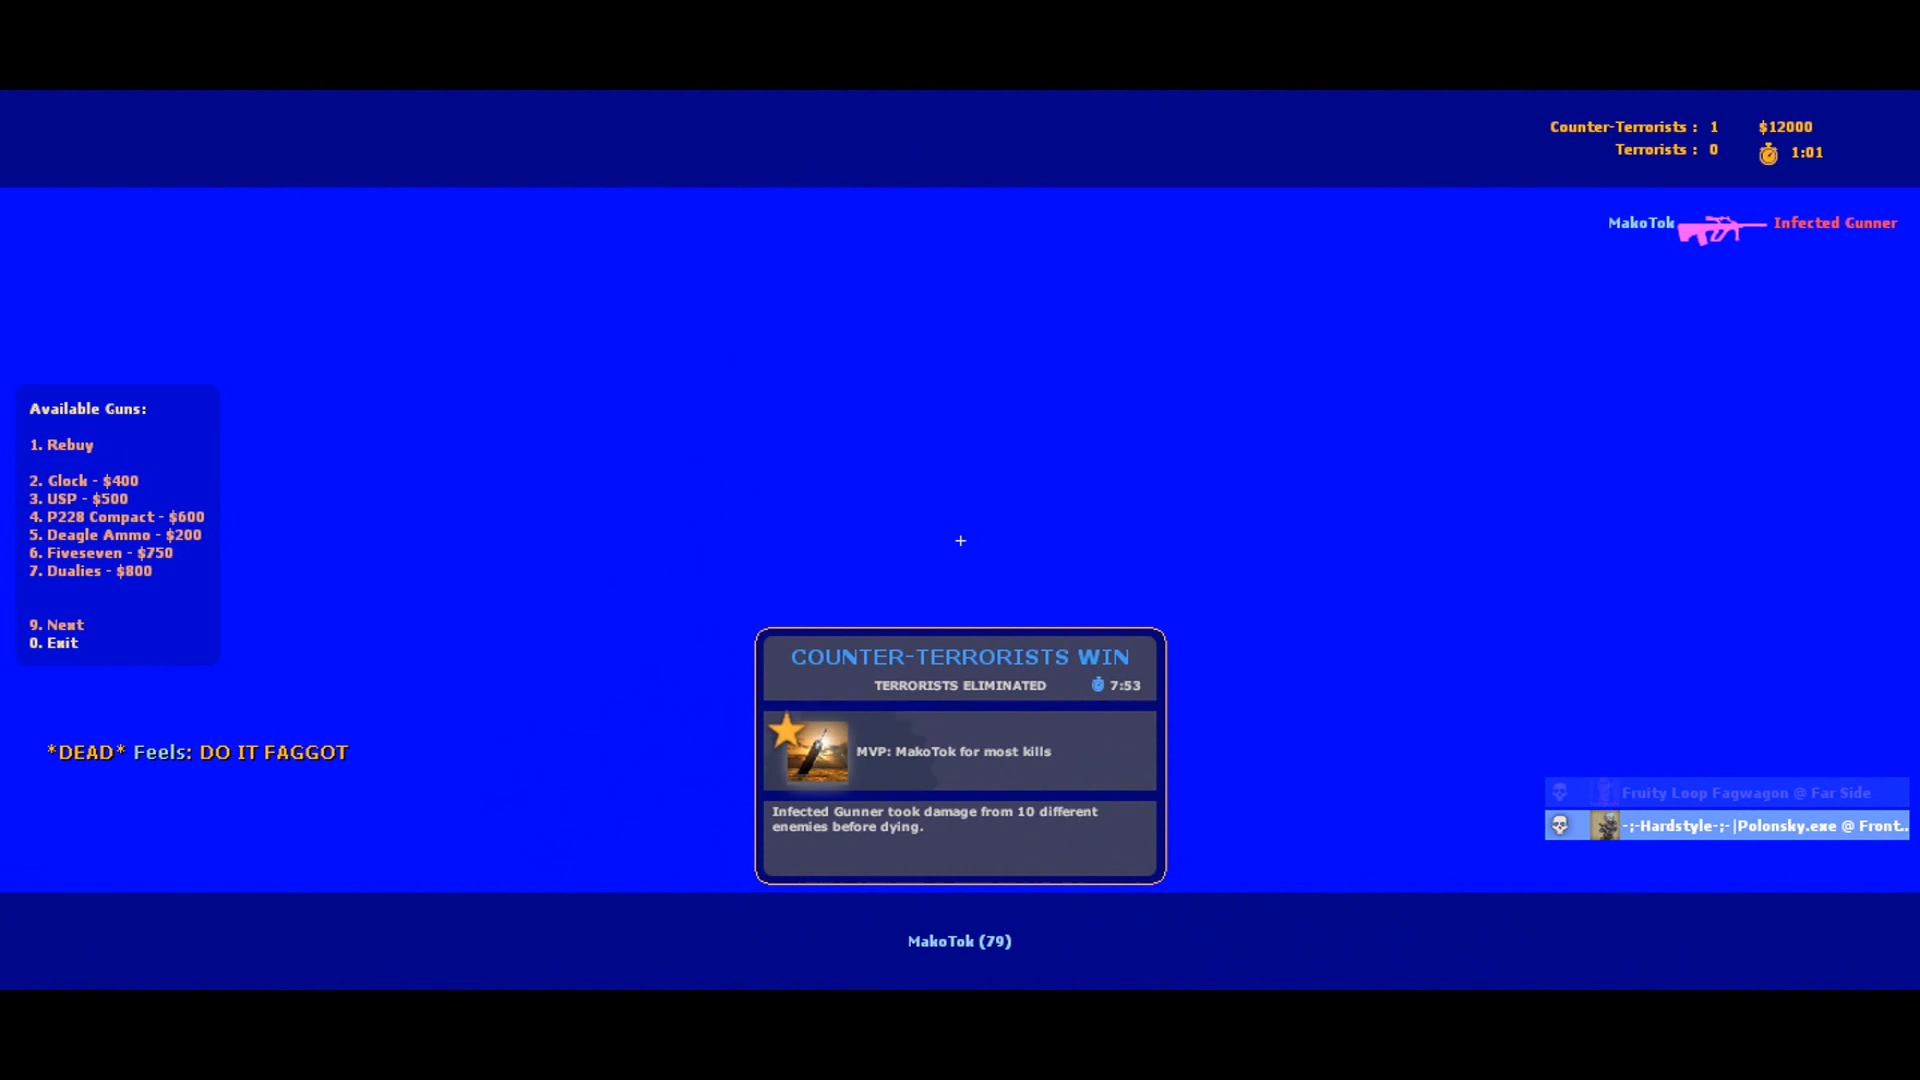 Counter-Terrorists : 1 $12000
Terrorists : 0 1:01
MakoTok Infected Gunner
Available Guns:
1. Rebuy
2. Glock - $400
3. USP - $500
4. P228 Compact - $600
5. Deagle Ammo - $200
6. Fiveseven - $750
7. Dualies - $800
9. Next
0. Exit
COUNTER-TERRORISTS WIN
TERRORISTS ELIMINATED 7:53
MVP: MakoTok for most kills
*DEAD* Feels: DO IT FAGGOT
Infected Gunner took damage from 10 different
enemies before dying.
Fruity Loop Fagwagon @ Far Side
-;-Hardstyle-;-|Polonsky.exe @ Front..
MakoTok (79)